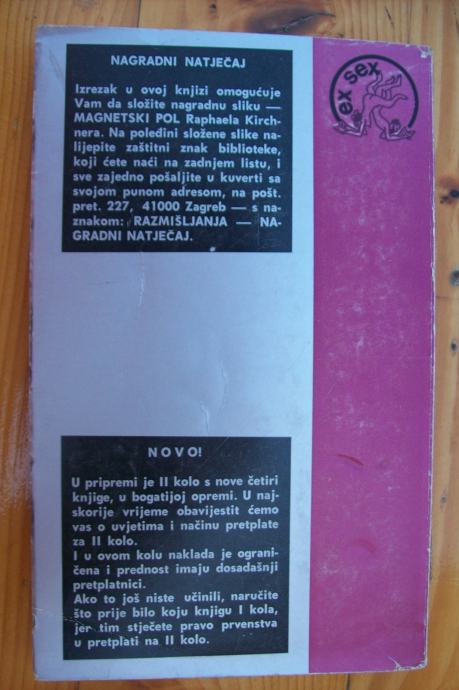 NAGRADNI NATJEČAJ
Izrezak u ovoj knjizi omogućuje
Vam da složite nagradnu sliku —
MAGNETSKI POL Raphaela Kirch-
nera. Na poleđini složene slike na-
lijepite zaštitni znak biblioteke,
koji ćete naći na zadnjem listu, i
sve zajedno pošaljite u kuverti sa
svojom punom adresom, na pošt.
pret. 227, 41000 Zagreb — s na-
znakom: RAZMIŠLJANJA — NA-
GRADNI NATJEČAJ.
ex sex
NOVO!
U pripremi je II kolo s nove četiri
knjige, u bogatijoj opremi. U naj-
skorije vrijeme obavijestit ćemo
vas o uvjetima i načinu pretplate
za II kolo.
I u ovom kolu naklada je ograni-
čena i prednost imaju dosadašnji
pretplatnici.
Ako to još niste učinili, naručite
što prije bilo koju knjigu I kola,
jer tim stječete pravo prvenstva
u pretplati na II kolo.